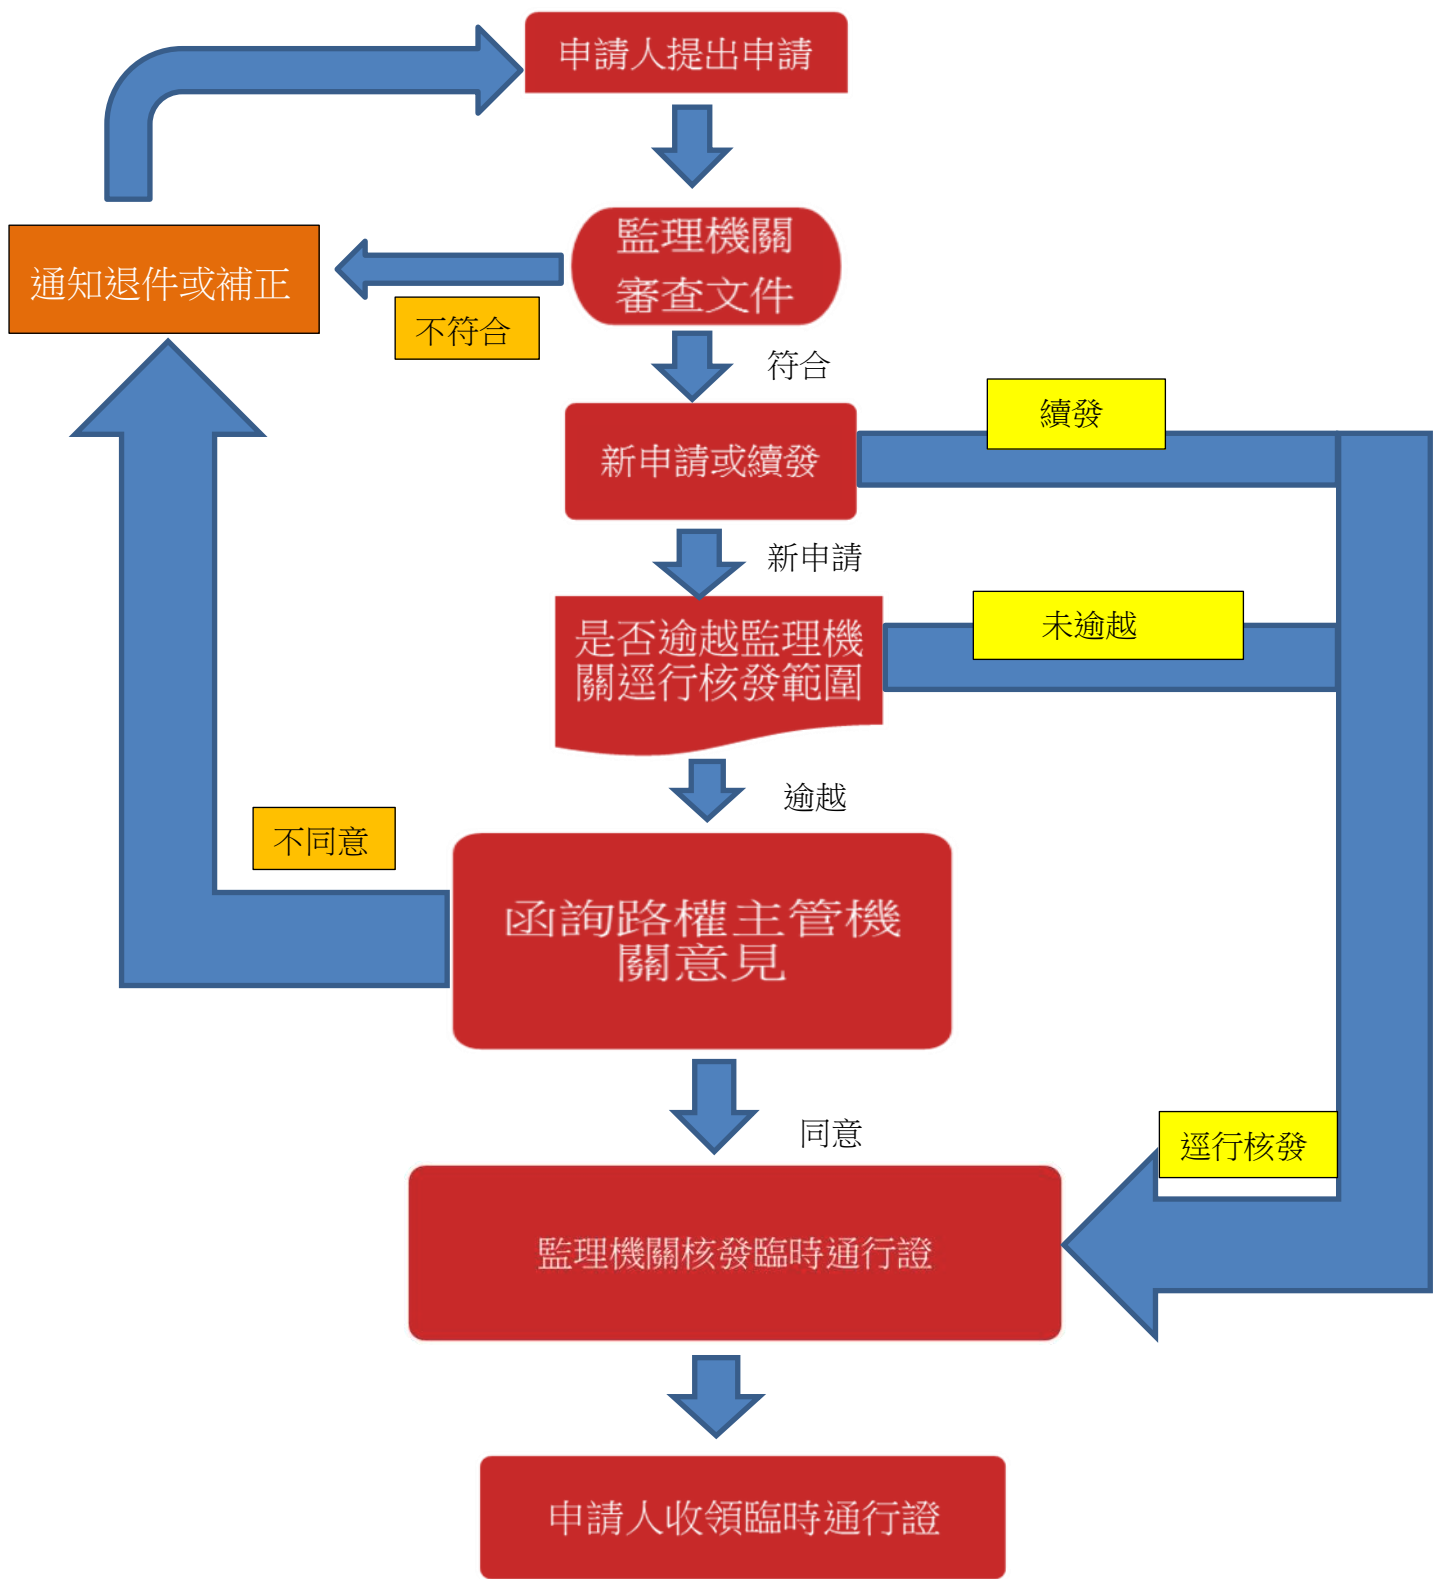 申請人提出申請
監理機關
審查文件
通知退件或補正
不符合
符合
新申請或續發
續發
新申請
是否逾越監理機
關逕行核發範圍
未逾越
逾越
不同意
函詢路權主管機
關意見
同意
逕行核發
監理機關核發臨時通行證
申請人收領臨時通行證